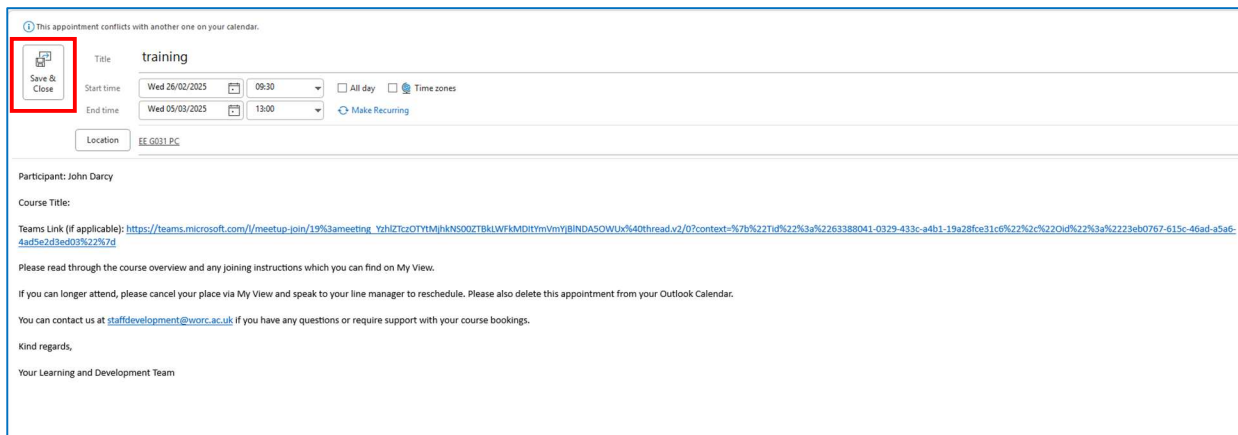 This appointment conflicts with another one on your calendar.
Save & Close
Title training
Start time Wed 26/02/2025 09:30 All day Time zones
End time Wed 05/03/2025 13:00 Make Recurring
Location EE G031 PC
Participant: John Darcy
Course Title:
Teams Link (if applicable): https://teams.microsoft.com/l/meetup-join/19%3ameeting_YzhlZTczOTYtMjhkNS00ZTBkLWFkMDItYmVmYjBlNDA5OWUx%40thread.v2/0?context=%7b%22Tid%22%3a%2263388041-0329-433c-a4b1-19a28fce31c6%22%2c%22Oid%22%3a%2223eb0767-615c-46ad-a5a6-
4ad5e2d3ed03%22%7d
Please read through the course overview and any joining instructions which you can find on My View.
If you can longer attend, please cancel your place via My View and speak to your line manager to reschedule. Please also delete this appointment from your Outlook Calendar.
You can contact us at staffdevelopment@worc.ac.uk if you have any questions or require support with your course bookings.
Kind regards,
Your Learning and Development Team